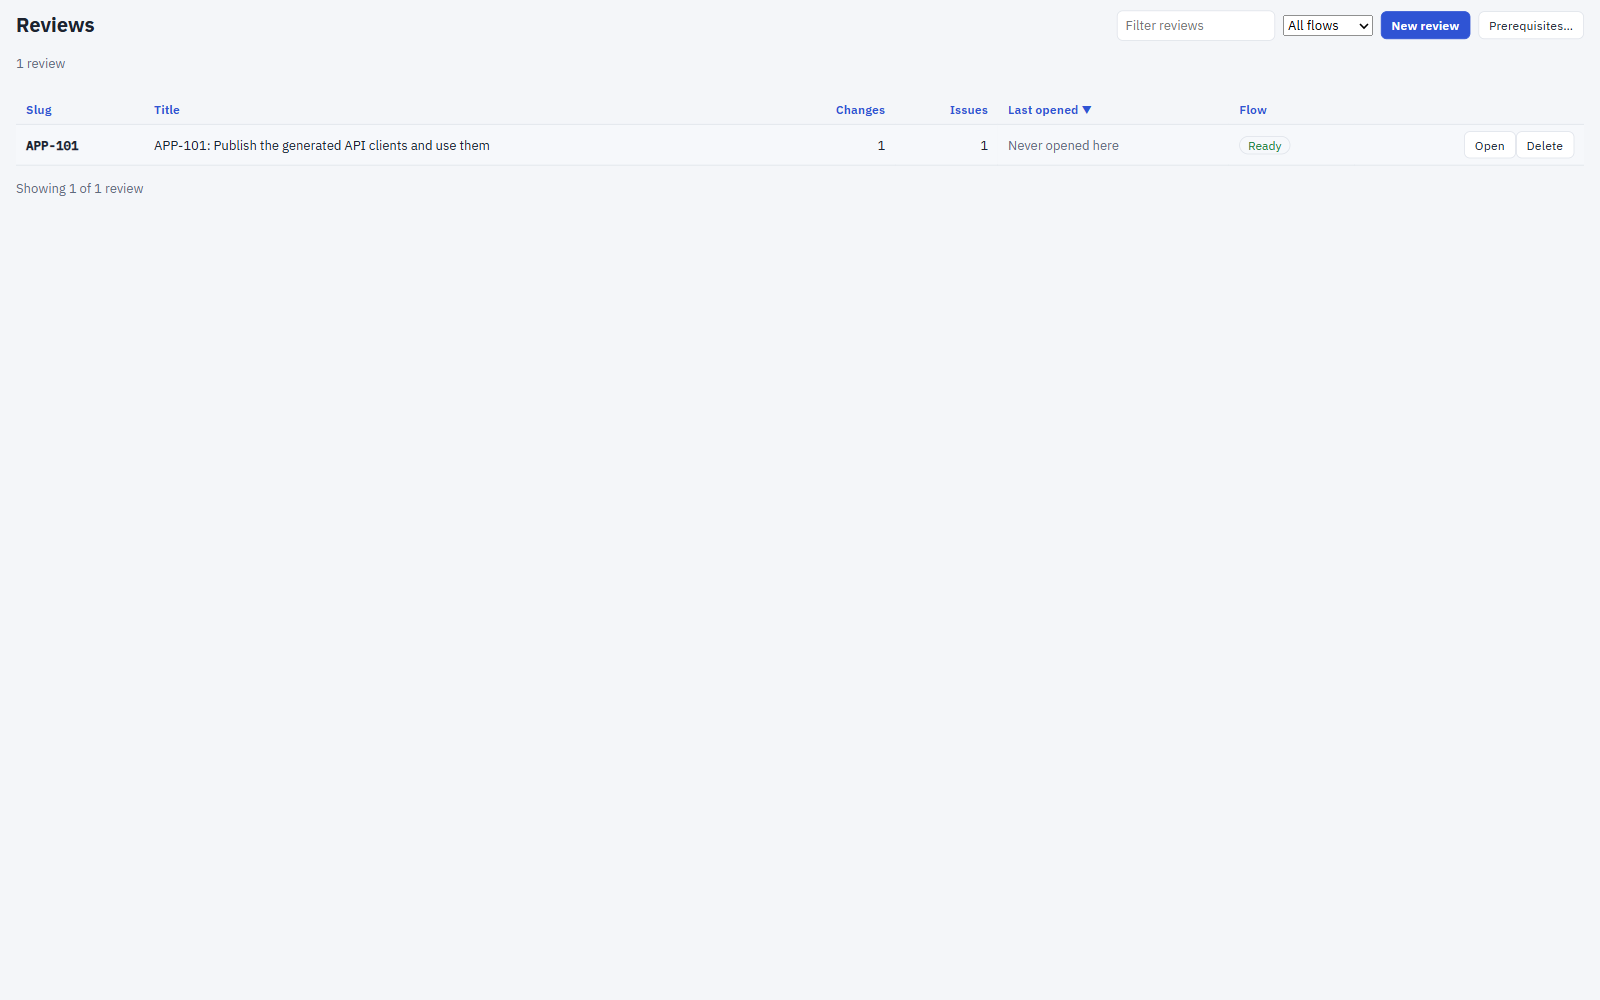 Reviews
Filter reviews
All flows
New review
Prerequisites...
1 review
Slug Title Changes Issues Last opened ▼ Flow
APP-101 APP-101: Publish the generated API clients and use them 1 1 Never opened here Ready Open Delete
Showing 1 of 1 review